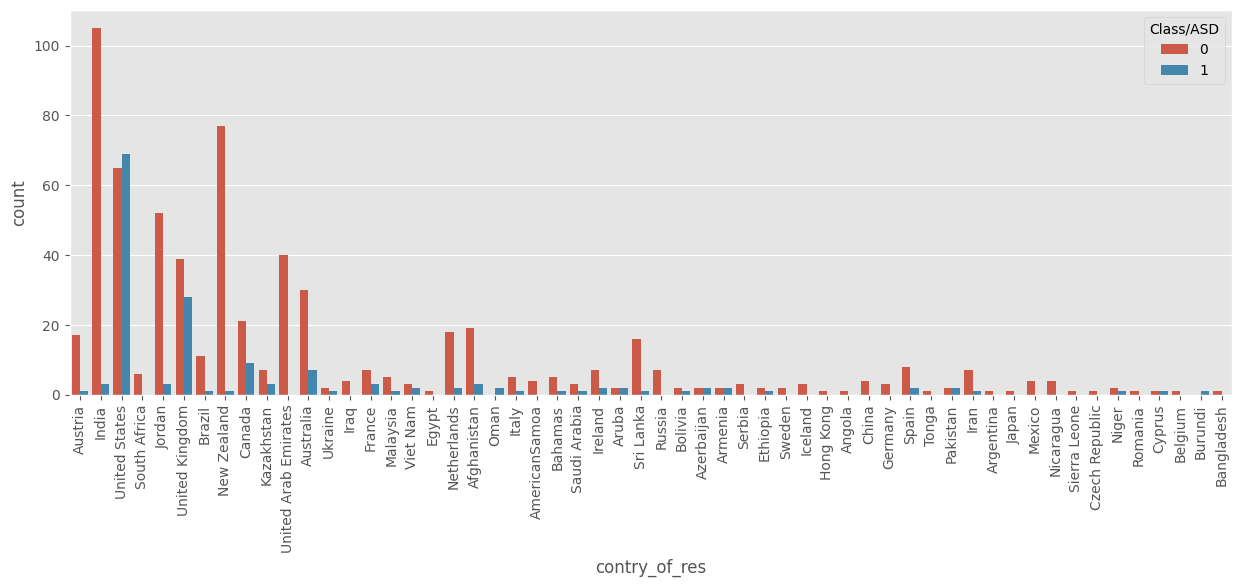 Class/ASD
0
1
count
100
80
60
40
20
0
Austria
India
United States
South Africa
Jordan
United Kingdom
Brazil
New Zealand
Canada
Kazakhstan
United Arab Emirates
Australia
Ukraine
Iraq
France
Malaysia
Viet Nam
Egypt
Netherlands
Afghanistan
Oman
Italy
AmericanSamoa
Bahamas
Saudi Arabia
Ireland
Aruba
Sri Lanka
Russia
Bolivia
Azerbaijan
Armenia
Serbia
Ethiopia
Sweden
Iceland
Hong Kong
Angola
China
Germany
Spain
Tonga
Pakistan
Iran
Argentina
Japan
Mexico
Nicaragua
Sierra Leone
Czech Republic
Niger
Romania
Cyprus
Belgium
Burundi
Bangladesh
contry_of_res